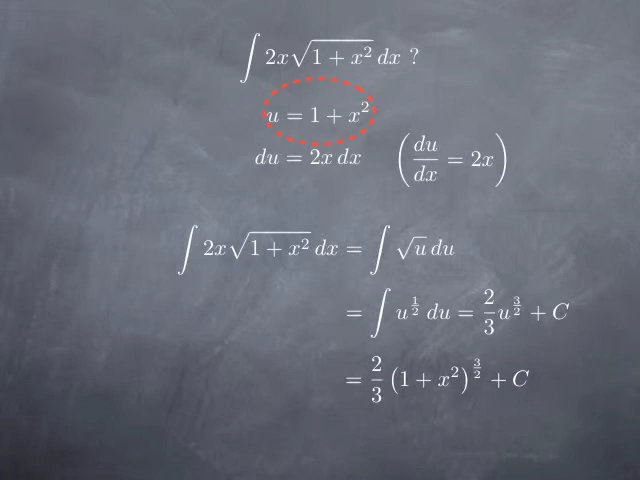 ∫ 2x√(1 + x²) dx ?
u = 1 + x²
du = 2x dx (du/dx = 2x)
∫ 2x√(1 + x²) dx = ∫ √u du
= ∫ u^(1/2) du = 2/3 u^(3/2) + C
= 2/3 (1 + x²)^(3/2) + C